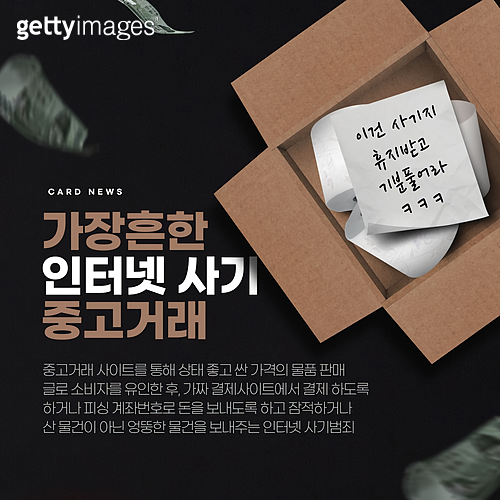 gettyimages
이건 사기지
휴지받고
기분풀어라
ㅋㅋㅋ
CARD NEWS
가장흔한
인터넷 사기
중고거래
중고거래 사이트를 통해 상태 좋고 싼 가격의 물품 판매
글로 소비자를 유인한 후, 가짜 결제사이트에서 결제 하도록
하거나 피싱 계좌번호로 돈을 보내도록 하고 잠적하거나
산 물건이 아닌 엉뚱한 물건을 보내주는 인터넷 사기범죄